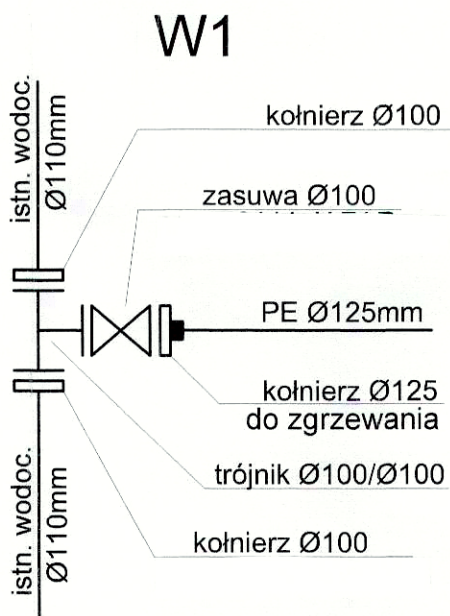 W1
istn. wodoc.
Ø110mm
kołnierz Ø100
zasuwa Ø100
PE Ø125mm
kołnierz Ø125
do zgrzewania
trójnik Ø100/Ø100
kołnierz Ø100
istn. wodoc.
Ø110mm